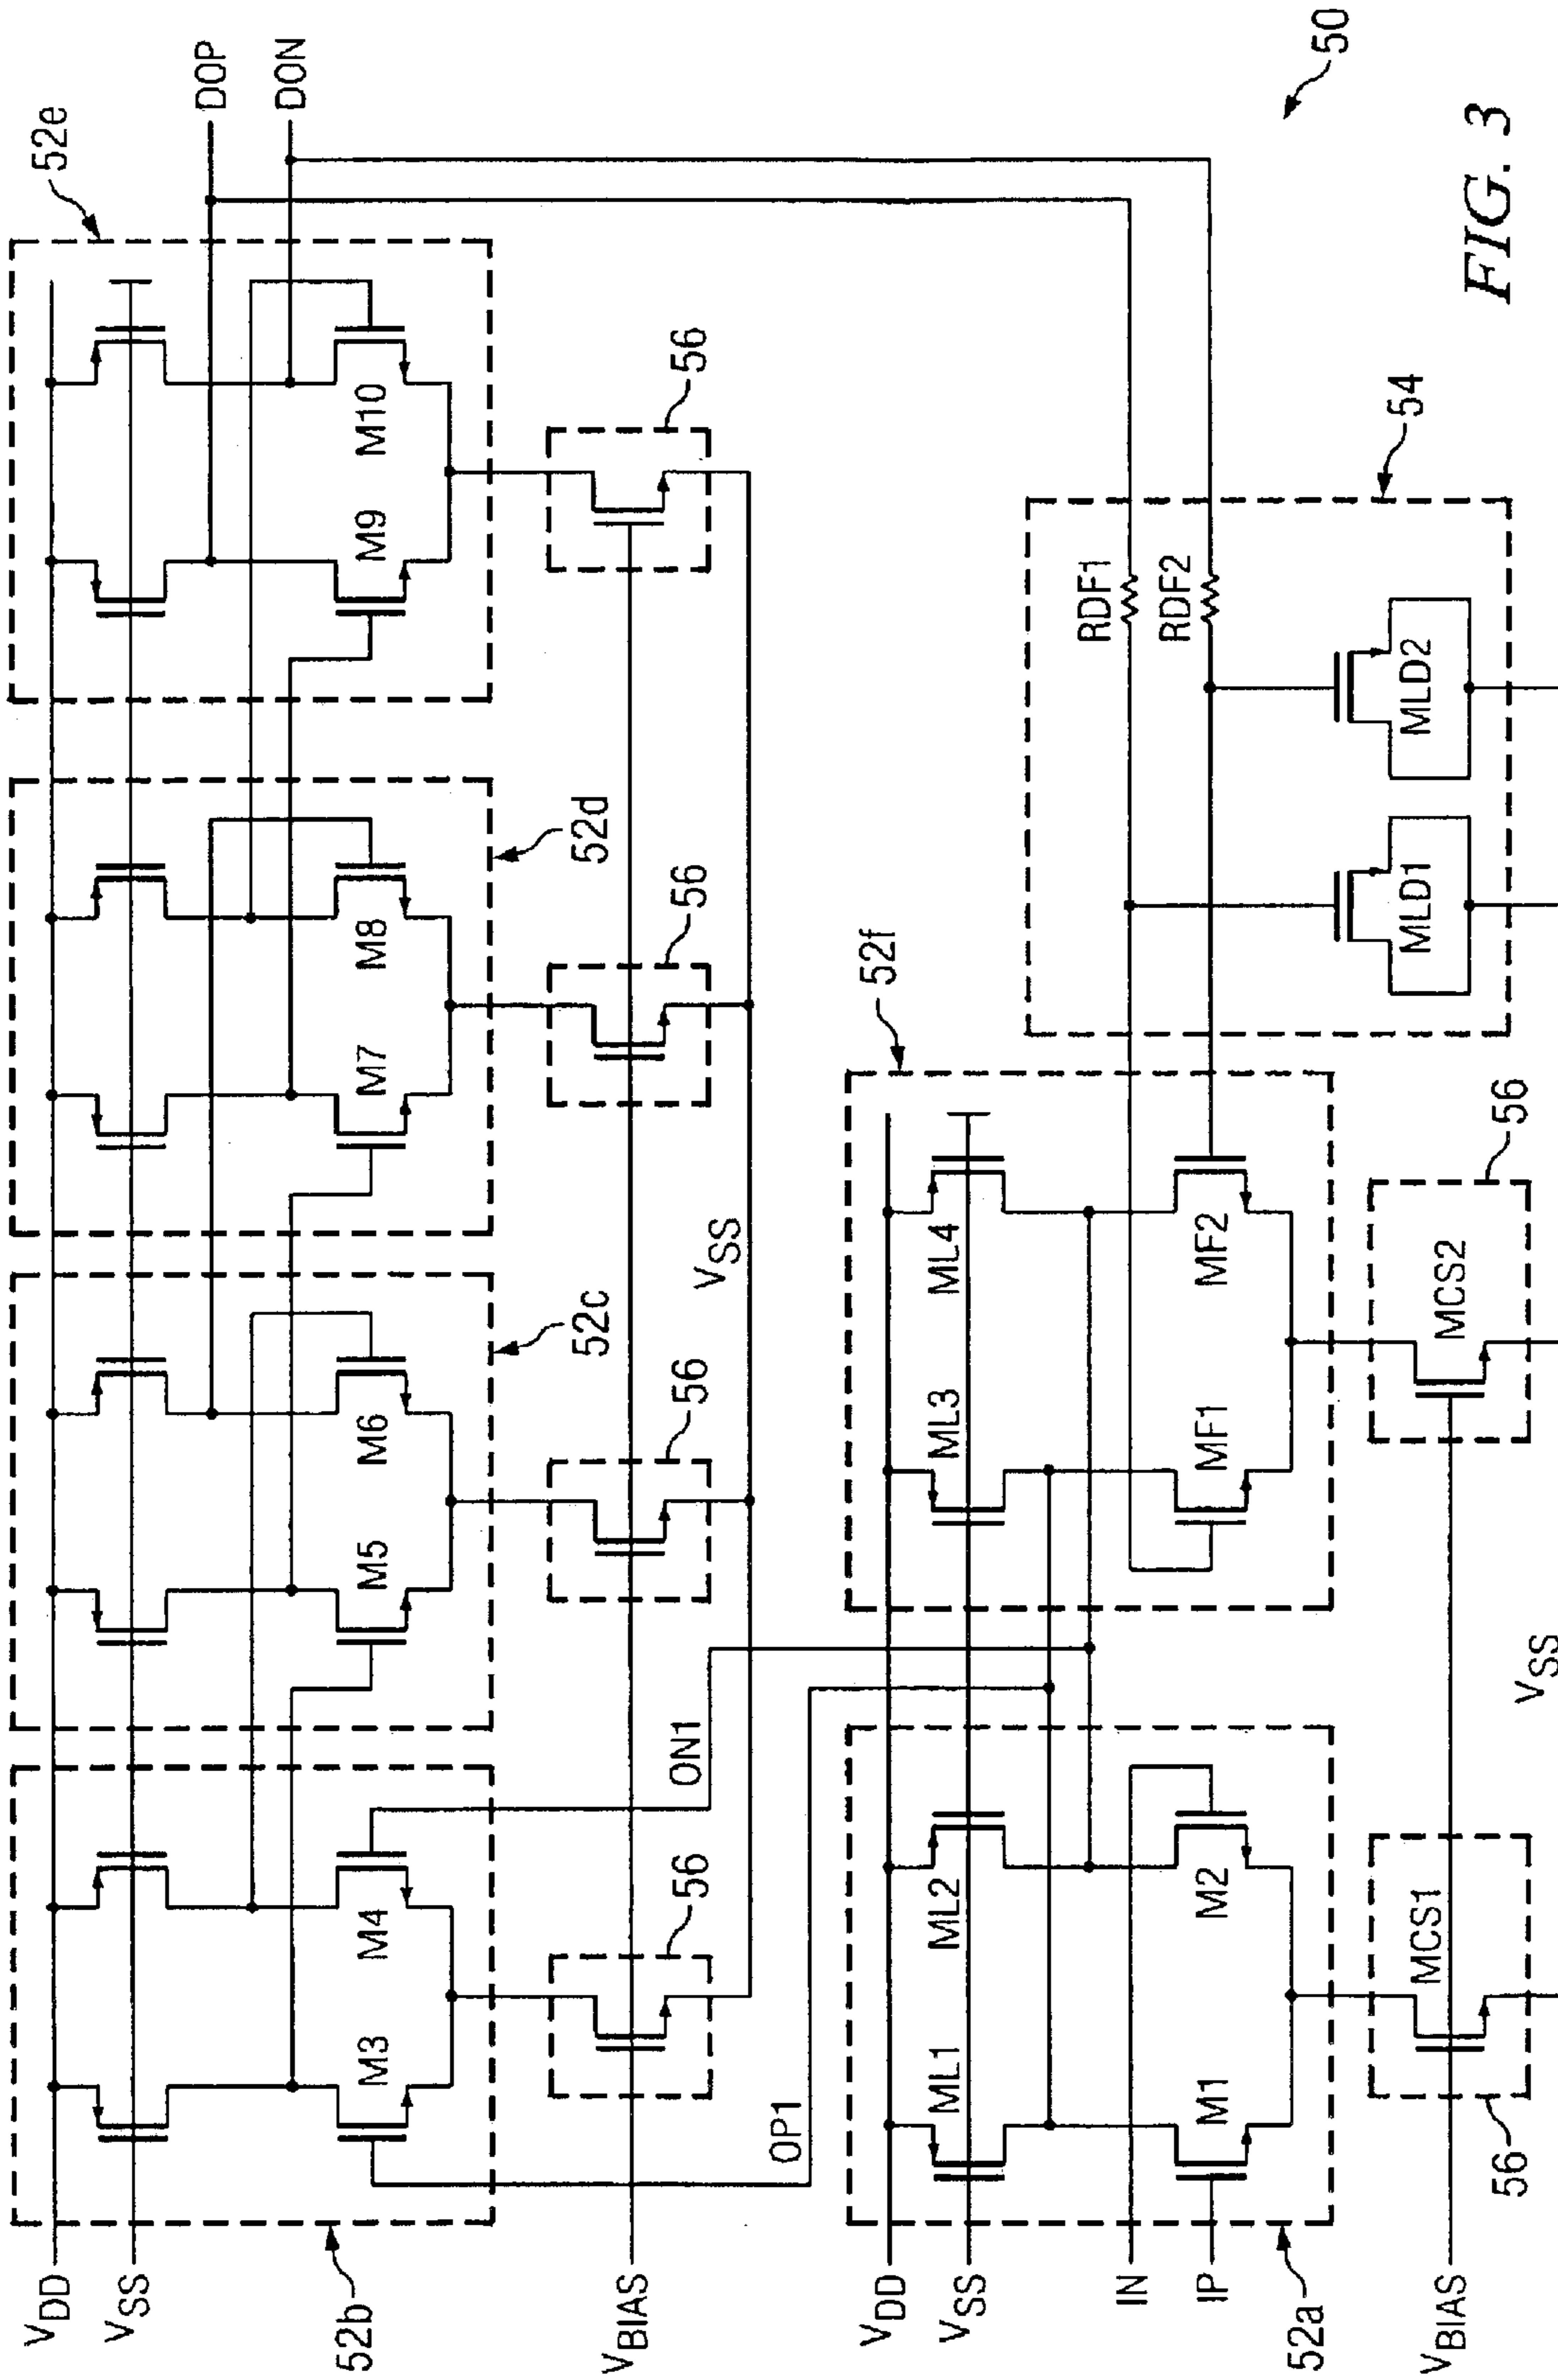 52e
DOP
DON
M10
M9
56
52d
M8
M7
56
52c
M6
M5
56
VSS
M4
M3
56
ON1
OP1
VDD
VSS
52b
VBIAS
50
FIG. 3
54
RDF1
RDF2
MLD2
MLD1
52f
ML4
ML3
MF2
MF1
MCS2
56
ML2
ML1
M2
M1
MCS1
56
VSS
VDD
VSS
IN
IP
52a
VBIAS